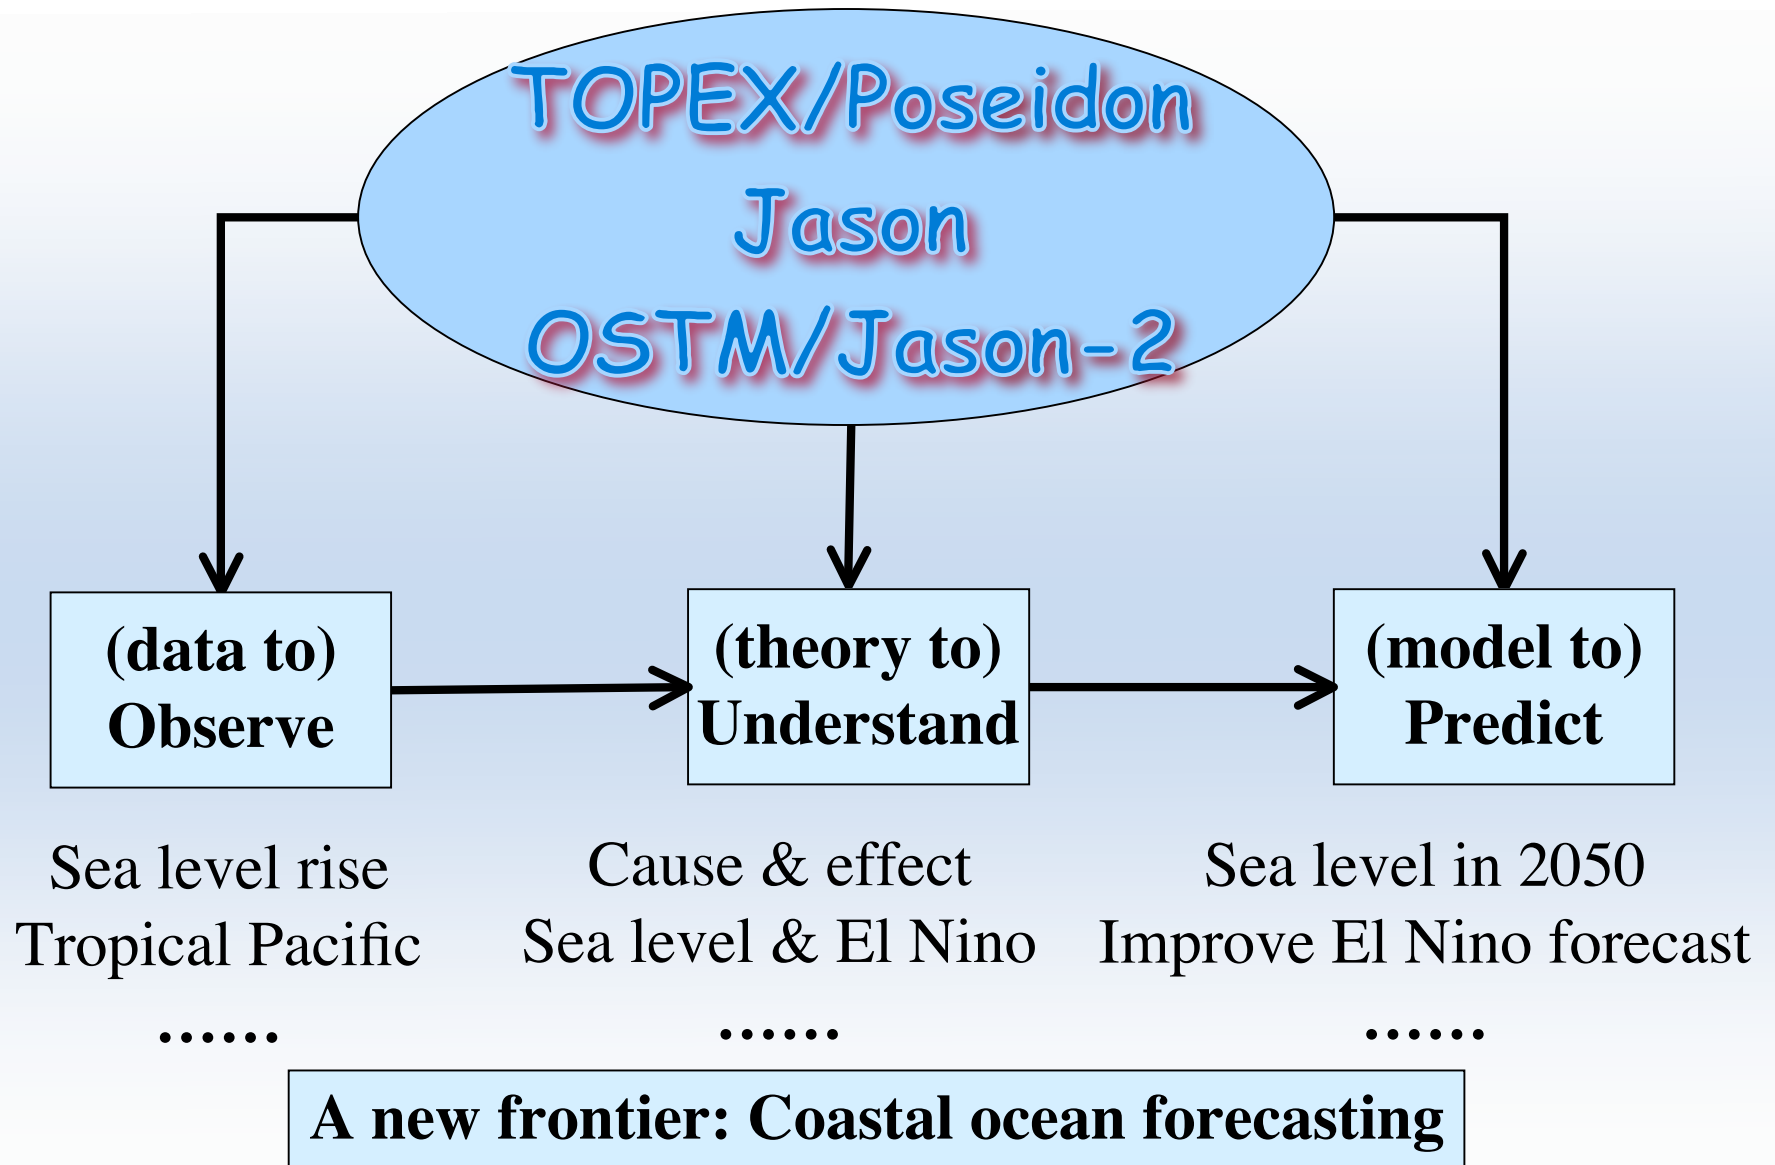 TOPEX/Poseidon
Jason
OSTM/Jason-2
(data to)
Observe
(theory to)
Understand
(model to)
Predict
Sea level rise
Tropical Pacific
......
Cause & effect
Sea level & El Nino
......
Sea level in 2050
Improve El Nino forecast
......
A new frontier: Coastal ocean forecasting